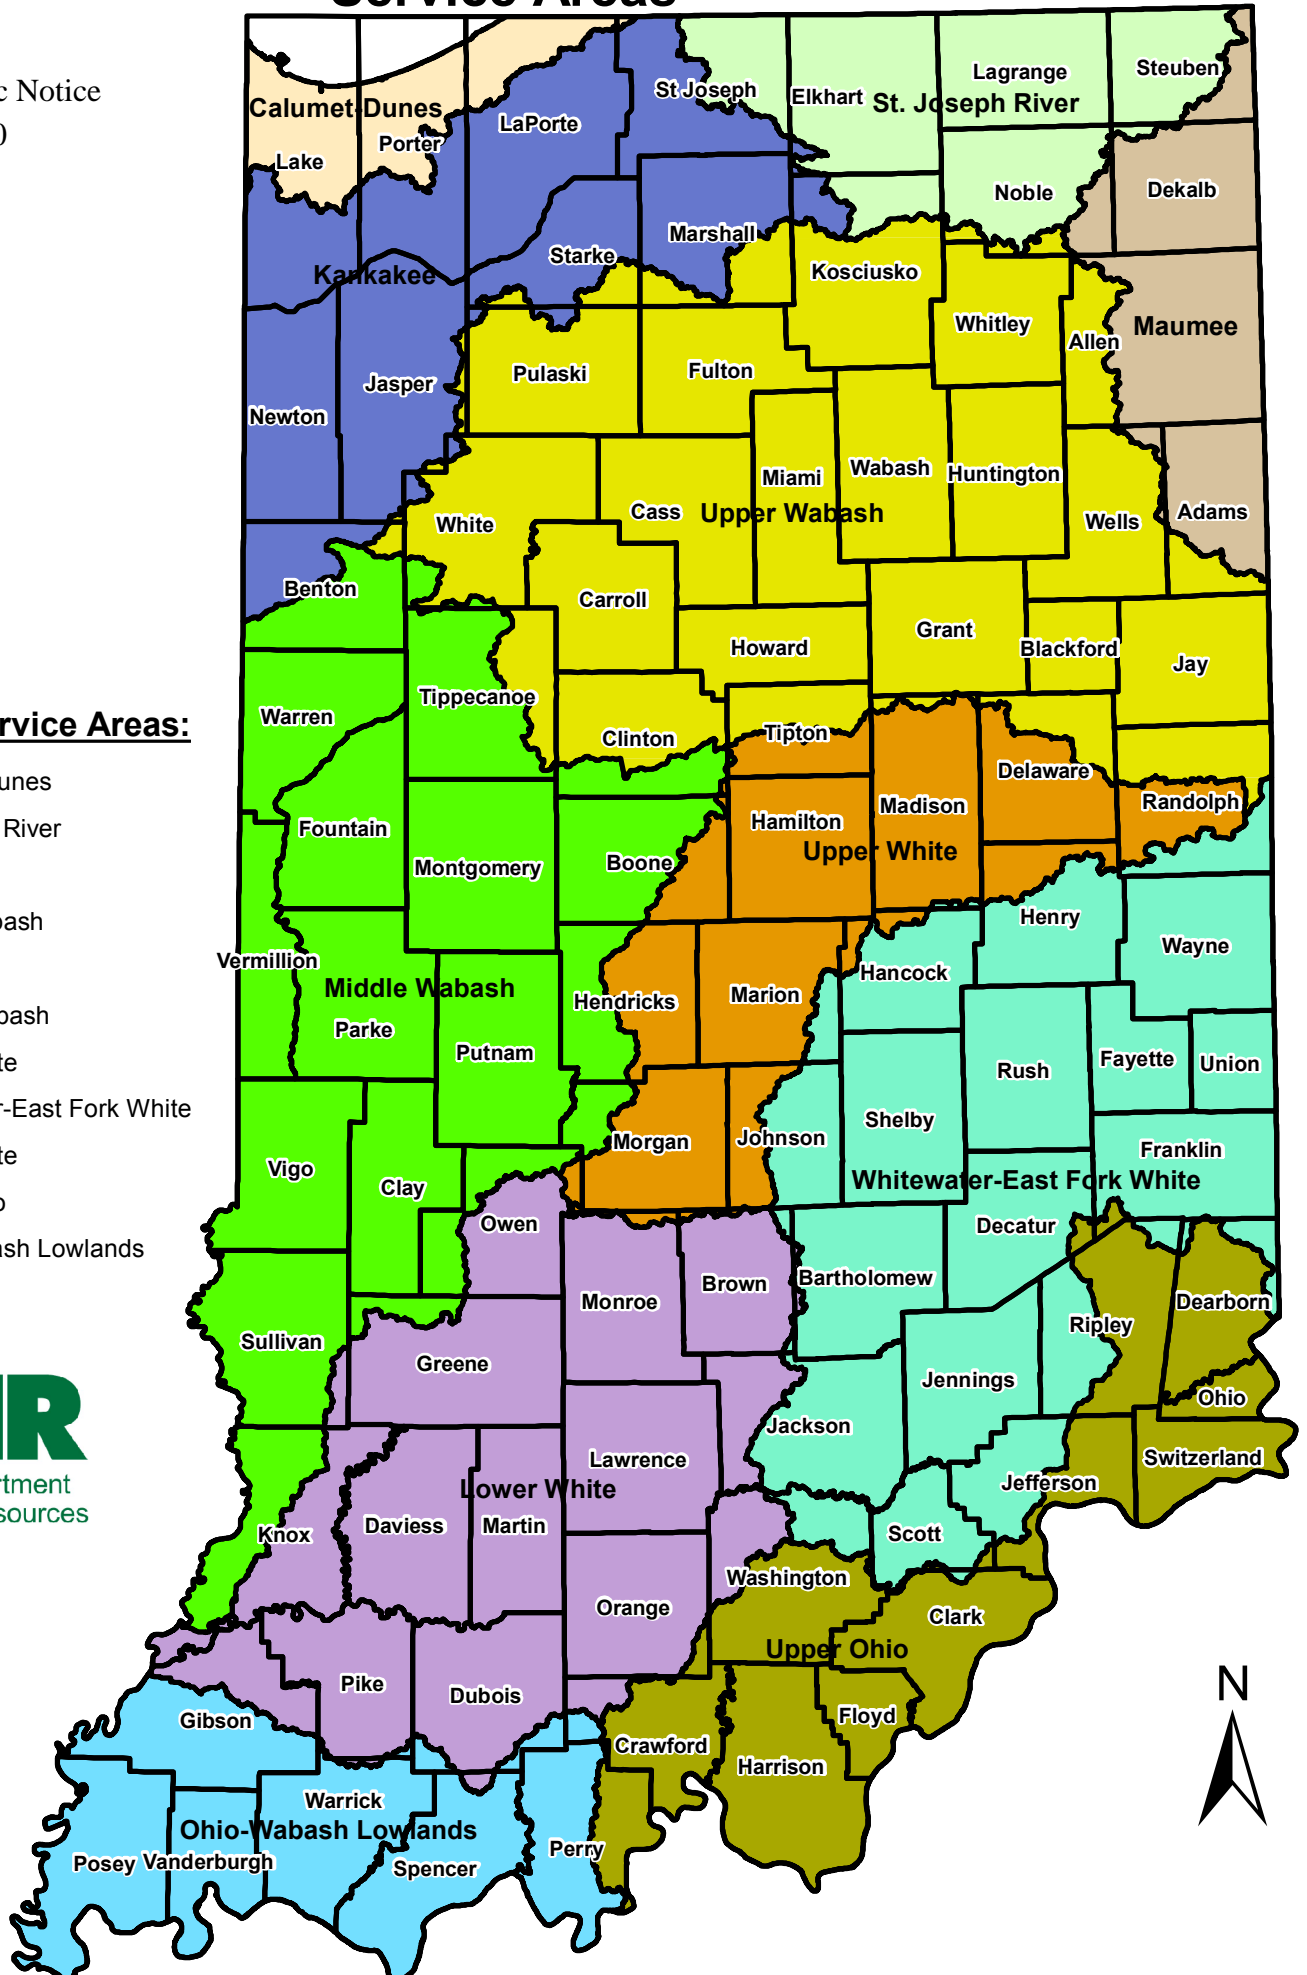 Service Areas
c Notice
0
Steuben
Lagrange
St Joseph
Elkhart
St. Joseph River
Calumet-Dunes
LaPorte
Porter
Lake
Dekalb
Noble
Marshall
Starke
Kosciusko
Kankakee
Whitley
Maumee
Allen
Fulton
Pulaski
Jasper
Newton
Wabash
Huntington
Miami
Cass
Upper Wabash
Adams
Wells
White
Benton
Carroll
Grant
Howard
Blackford
Jay
Tippecanoe
Warren
rvice Areas:
Tipton
Clinton
Delaware
unes
Randolph
Madison
Hamilton
River
Fountain
Upper White
Boone
Montgomery
Henry
bash
Wayne
Vermillion
Hancock
Middle Wabash
Marion
Hendricks
bash
Parke
Putnam
Fayette
Union
te
Rush
r-East Fork White
Shelby
Johnson
Morgan
Franklin
te
Vigo
Whitewater-East Fork White
Clay
o
Owen
Decatur
ash Lowlands
Bartholomew
Brown
Monroe
Dearborn
Ripley
Sullivan
Greene
Jennings
Ohio
R
Jackson
Lawrence
Switzerland
Jefferson
rtment
Lower White
sources
Daviess
Martin
Knox
Scott
Washington
Orange
Clark
Upper Ohio
N
Pike
Dubois
Floyd
Gibson
Crawford
Harrison
Warrick
Ohio-Wabash Lowlands
Perry
Posey
Vanderburgh
Spencer